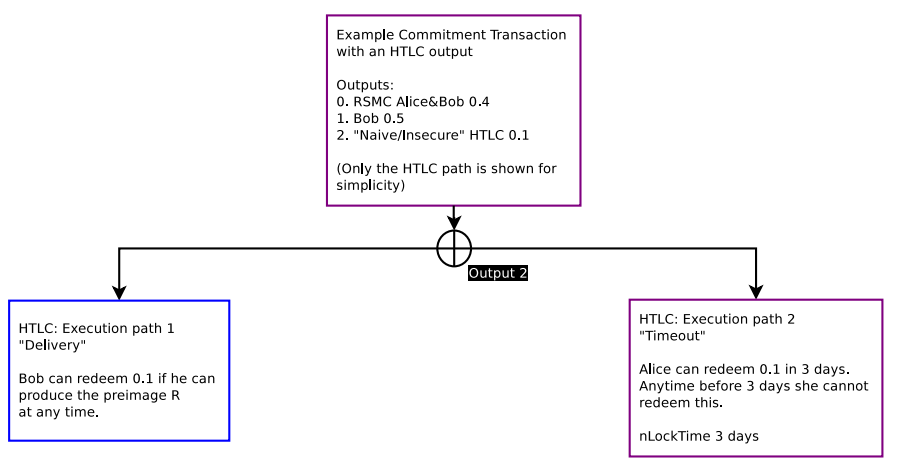 Example Commitment Transaction
with an HTLC output
Outputs:
0. RSMC Alice&Bob 0.4
1. Bob 0.5
2. "Naive/Insecure" HTLC 0.1
(Only the HTLC path is shown for
simplicity)
Output 2
HTLC: Execution path 1
"Delivery"
Bob can redeem 0.1 if he can
produce the preimage R
at any time.
HTLC: Execution path 2
"Timeout"
Alice can redeem 0.1 in 3 days.
Anytime before 3 days she cannot
redeem this.
nLockTime 3 days